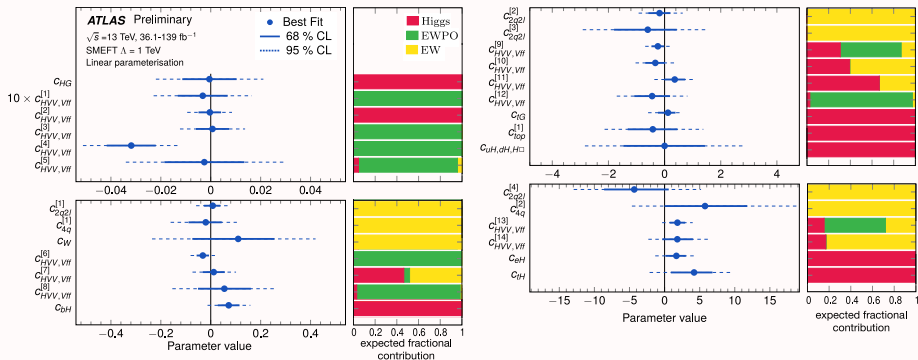 ATLAS Preliminary
√s =13 TeV, 36.1-139 fb⁻¹
SMEFT Λ = 1 TeV
Linear parameterisation
Best Fit
68 % CL
95 % CL
Higgs
EWPO
EW
c_HG
10 × c^[1]_HVV,Vff
c^[2]_HVV,Vff
c^[3]_HVV,Vff
c^[4]_HVV,Vff
c^[5]_HVV,Vff
−0.04 −0.02 0 0.02 0.04
c^[1]_2q2l
c^[1]_4q
c_W
c^[6]_HVV,Vff
c^[7]_HVV,Vff
c^[8]_HVV,Vff
c_bH
−0.4 −0.2 0 0.2 0.4
Parameter value
0 0.2 0.4 0.6 0.8 1
expected fractional
contribution
c^[2]_2q2l
c^[3]_2q2l
c^[9]_HVV,Vff
c^[10]_HVV,Vff
c^[11]_HVV,Vff
c^[12]_HVV,Vff
c_tG
c^[1]_top
c_uH,dH,H□
−4 −2 0 2 4
c^[4]_2q2l
c^[2]_4q
c^[13]_HVV,Vff
c^[14]_HVV,Vff
c_eH
c_tH
−15 −10 −5 0 5 10 15
Parameter value
0 0.2 0.4 0.6 0.8 1
expected fractional
contribution